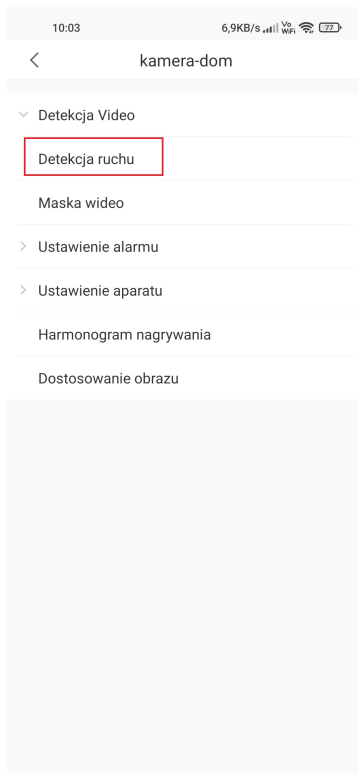 10:03 6,9KB/s Vo WiFi 77
kamera-dom
Detekcja Video
Detekcja ruchu
Maska wideo
Ustawienie alarmu
Ustawienie aparatu
Harmonogram nagrywania
Dostosowanie obrazu